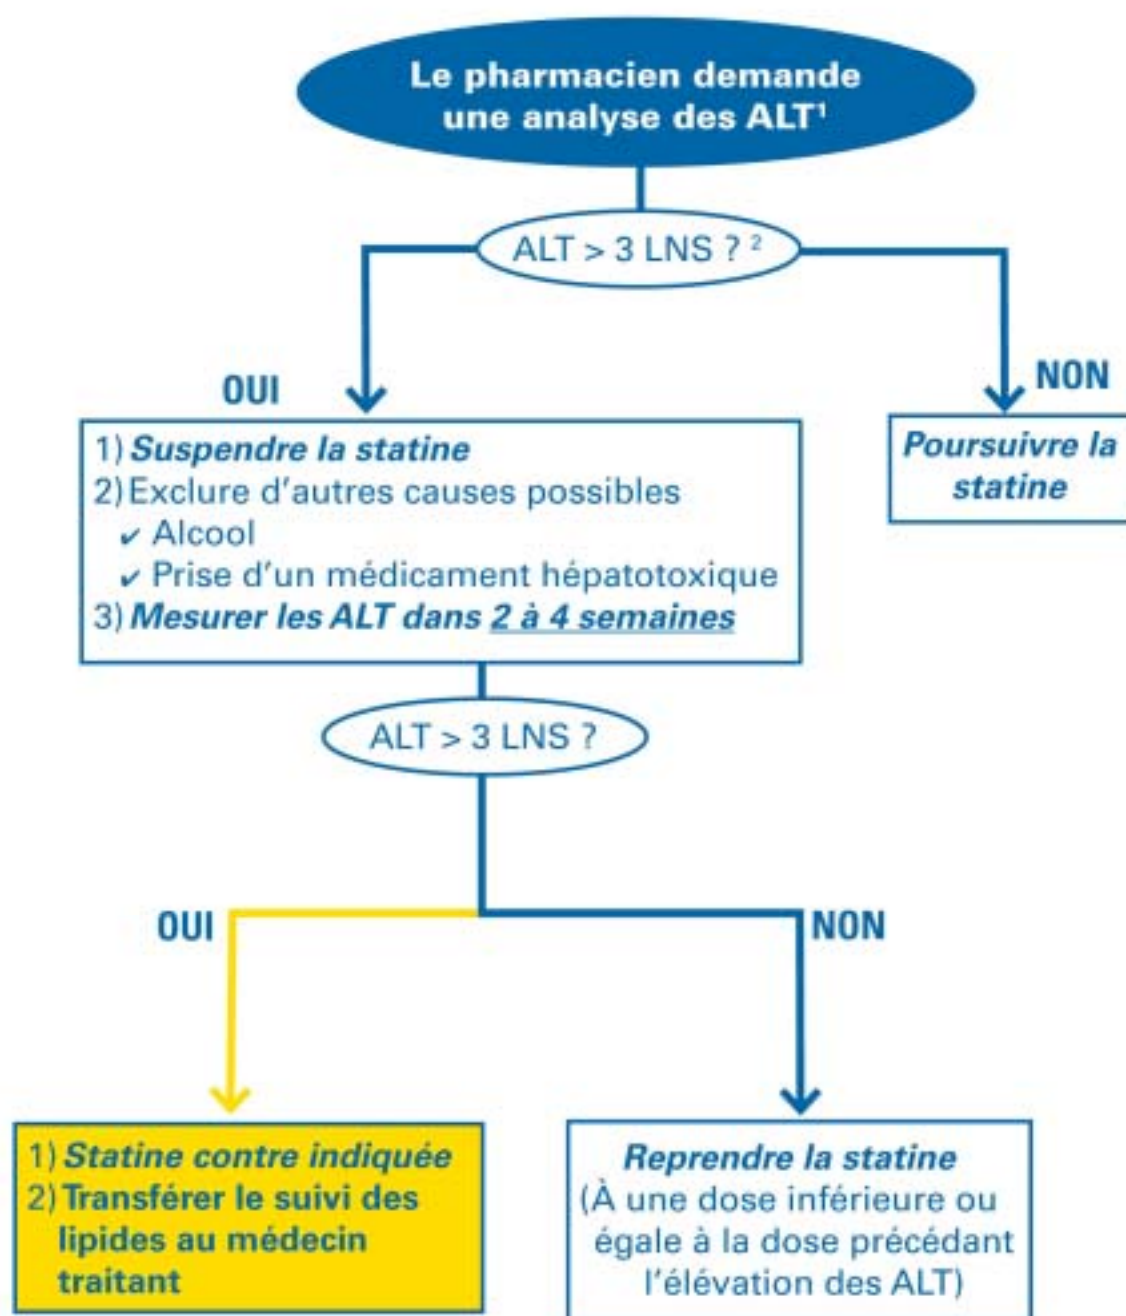 Le pharmacien demande
une analyse des ALT¹
ALT > 3 LNS ? ²
OUI
NON
1) Suspendre la statine
2) Exclure d'autres causes possibles
✔ Alcool
✔ Prise d'un médicament hépatotoxique
3) Mesurer les ALT dans 2 à 4 semaines
Poursuivre la
statine
ALT > 3 LNS ?
OUI
NON
1) Statine contre indiquée
2) Transférer le suivi des
lipides au médecin
traitant
Reprendre la statine
(À une dose inférieure ou
égale à la dose précédant
l'élévation des ALT)